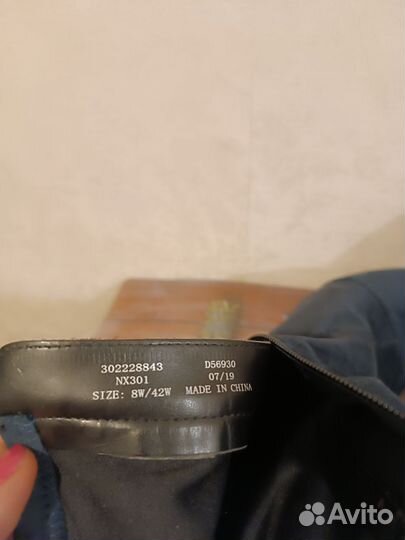 302228843 D56930
NX301 07/19
SIZE: 8W/42W MADE IN CHINA
Avito